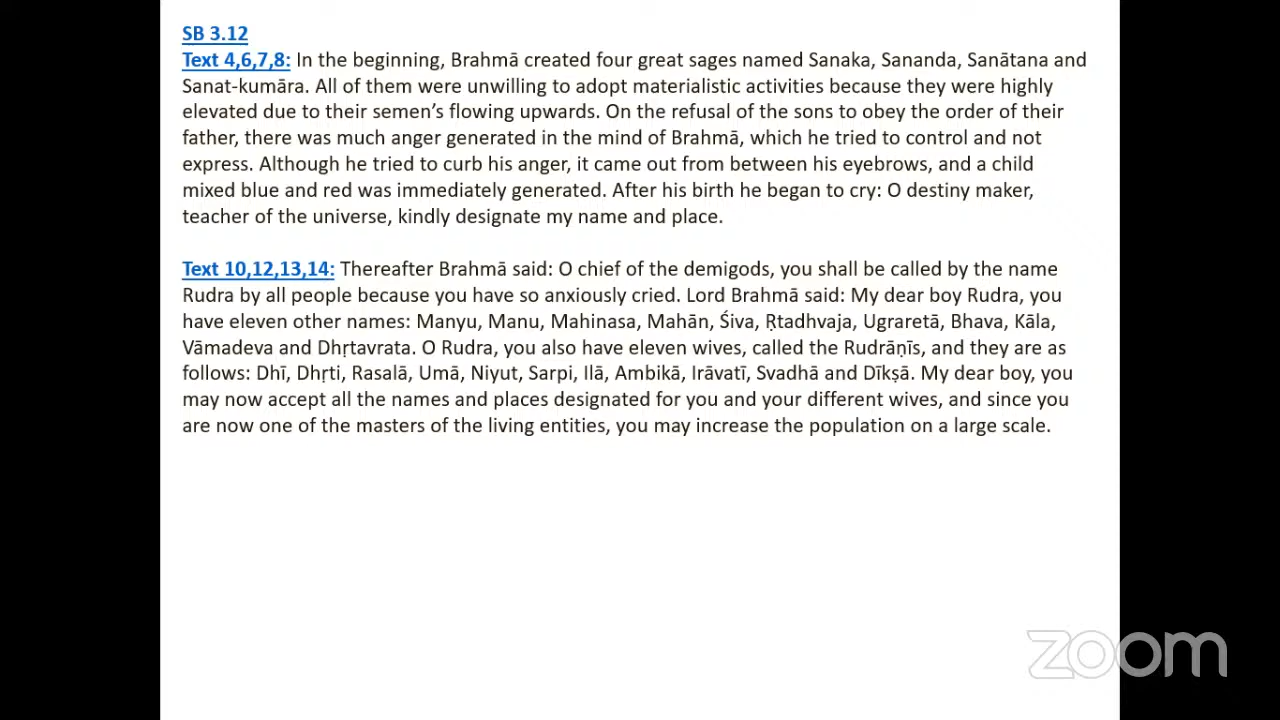 SB 3.12
Text 4,6,7,8: In the beginning, Brahmā created four great sages named Sanaka, Sananda, Sanātana and
Sanat-kumāra. All of them were unwilling to adopt materialistic activities because they were highly
elevated due to their semen’s flowing upwards. On the refusal of the sons to obey the order of their
father, there was much anger generated in the mind of Brahmā, which he tried to control and not
express. Although he tried to curb his anger, it came out from between his eyebrows, and a child
mixed blue and red was immediately generated. After his birth he began to cry: O destiny maker,
teacher of the universe, kindly designate my name and place.
Text 10,12,13,14: Thereafter Brahmā said: O chief of the demigods, you shall be called by the name
Rudra by all people because you have so anxiously cried. Lord Brahmā said: My dear boy Rudra, you
have eleven other names: Manyu, Manu, Mahinasa, Mahān, Śiva, Ṛtadhvaja, Ugraretā, Bhava, Kāla,
Vāmadeva and Dhṛtavrata. O Rudra, you also have eleven wives, called the Rudrāṇīs, and they are as
follows: Dhī, Dhṛti, Rasalā, Umā, Niyut, Sarpi, Ilā, Ambikā, Irāvatī, Svadhā and Dīkṣā. My dear boy, you
may now accept all the names and places designated for you and your different wives, and since you
are now one of the masters of the living entities, you may increase the population on a large scale.
zoom